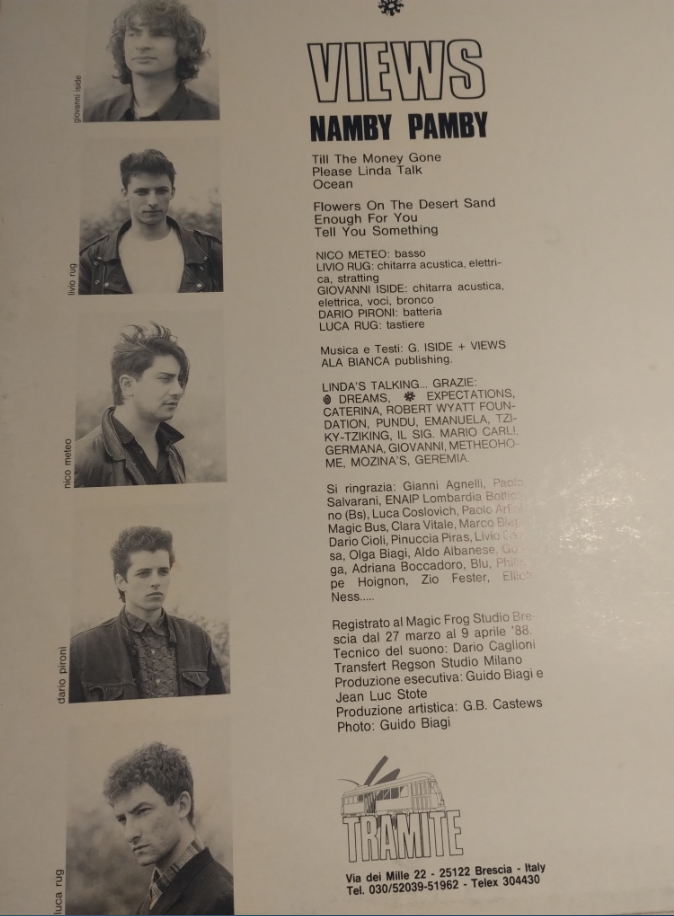 giovanni iside
livio rug
nico meteo
dario pironi
luca rug
VIEWS
NAMBY PAMBY
Till The Money Gone
Please Linda Talk
Ocean
Flowers On The Desert Sand
Enough For You
Tell You Something
NICO METEO: basso
LIVIO RUG: chitarra acustica, elettri-
ca, stratting
GIOVANNI ISIDE: chitarra acustica,
elettrica, voci, bronco
DARIO PIRONI: batteria
LUCA RUG: tastiere
Musica e Testi: G. ISIDE + VIEWS
ALA BIANCA publishing.
LINDA'S TALKING... GRAZIE:
DREAMS, EXPECTATIONS,
CATERINA, ROBERT WYATT FOUN-
DATION, PUNDU, EMANUELA, TZI-
KY-TZIKING, IL SIG. MARIO CARLI,
GERMANA, GIOVANNI, METHEOHO-
ME, MOZINA'S, GEREMIA.
Si ringrazia: Gianni Agnelli, Paolo
Salvarani, ENAIP Lombardia
no (Bs), Luca Coslovich, Paolo
Magic Bus, Clara Vitale, Marco
Dario Cioli, Pinuccia Piras, Livio
sa, Olga Biagi, Aldo Albanese,
ga, Adriana Boccadoro, Blu,
pe Hoignon, Zio Fester,
Ness.....
Registrato al Magic Frog Studio Bre-
scia dal 27 marzo al 9 aprile '88.
Tecnico del suono: Dario Caglioni
Transfert Regson Studio Milano
Produzione esecutiva: Guido Biagi e
Jean Luc Stote
Produzione artistica: G.B. Castews
Photo: Guido Biagi
TRAMITE
Via dei Mille 22 - 25122 Brescia - Italy
Tel. 030/52039-51962 - Telex 304430